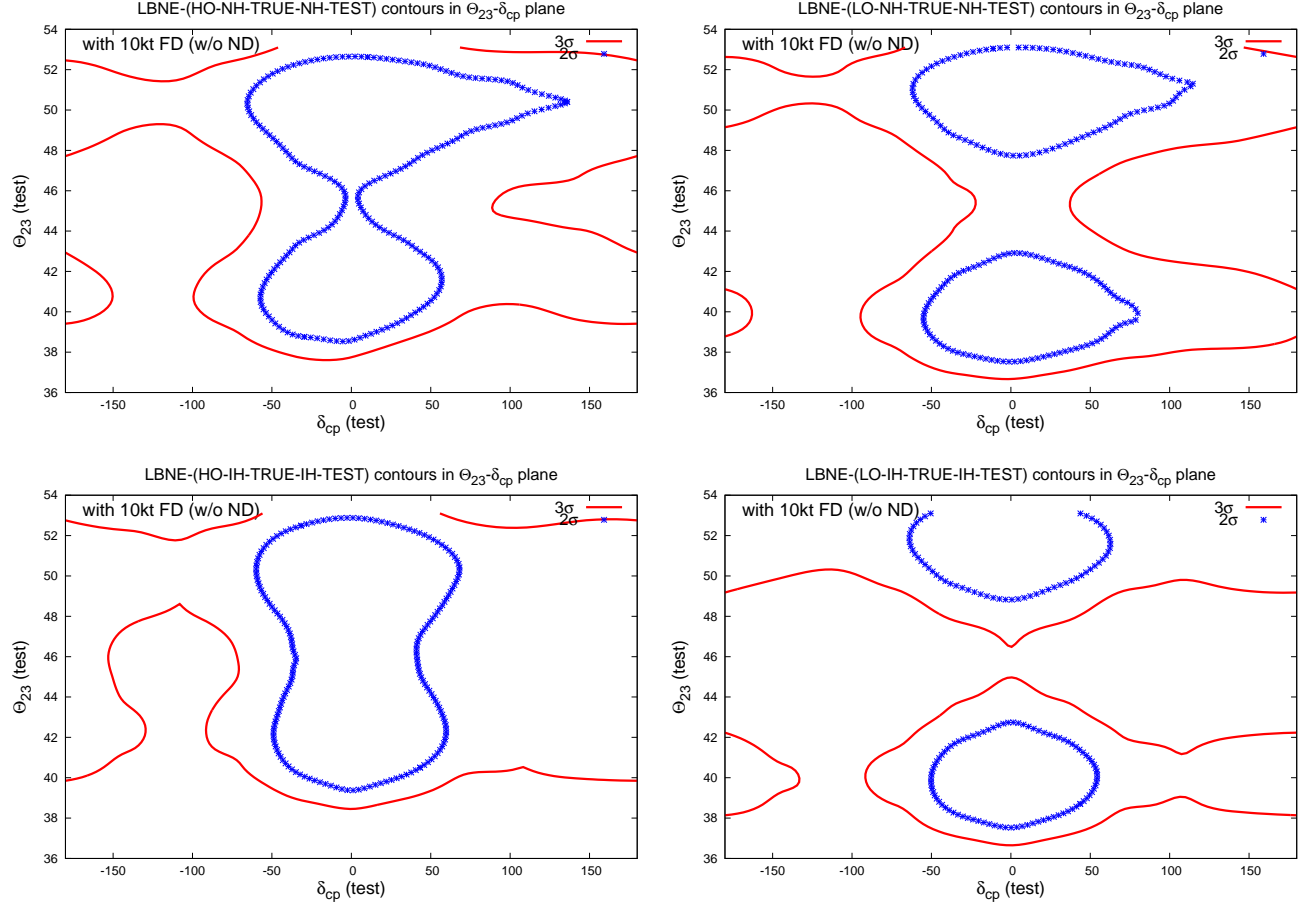 LBNE-(HO-NH-TRUE-NH-TEST) contours in Θ23-δcp plane
54
52
50
48
46
44
42
40
38
36
Θ23 (test)
with 10kt FD (w/o ND)
3σ
2σ
-150 -100 -50 0 50 100 150
δcp (test)
LBNE-(LO-NH-TRUE-NH-TEST) contours in Θ23-δcp plane
54
52
50
48
46
44
42
40
38
36
Θ23 (test)
with 10kt FD (w/o ND)
3σ
2σ
-150 -100 -50 0 50 100 150
δcp (test)
LBNE-(HO-IH-TRUE-IH-TEST) contours in Θ23-δcp plane
54
52
50
48
46
44
42
40
38
36
Θ23 (test)
with 10kt FD (w/o ND)
3σ
2σ
-150 -100 -50 0 50 100 150
δcp (test)
LBNE-(LO-IH-TRUE-IH-TEST) contours in Θ23-δcp plane
54
52
50
48
46
44
42
40
38
36
Θ23 (test)
with 10kt FD (w/o ND)
3σ
2σ
-150 -100 -50 0 50 100 150
δcp (test)